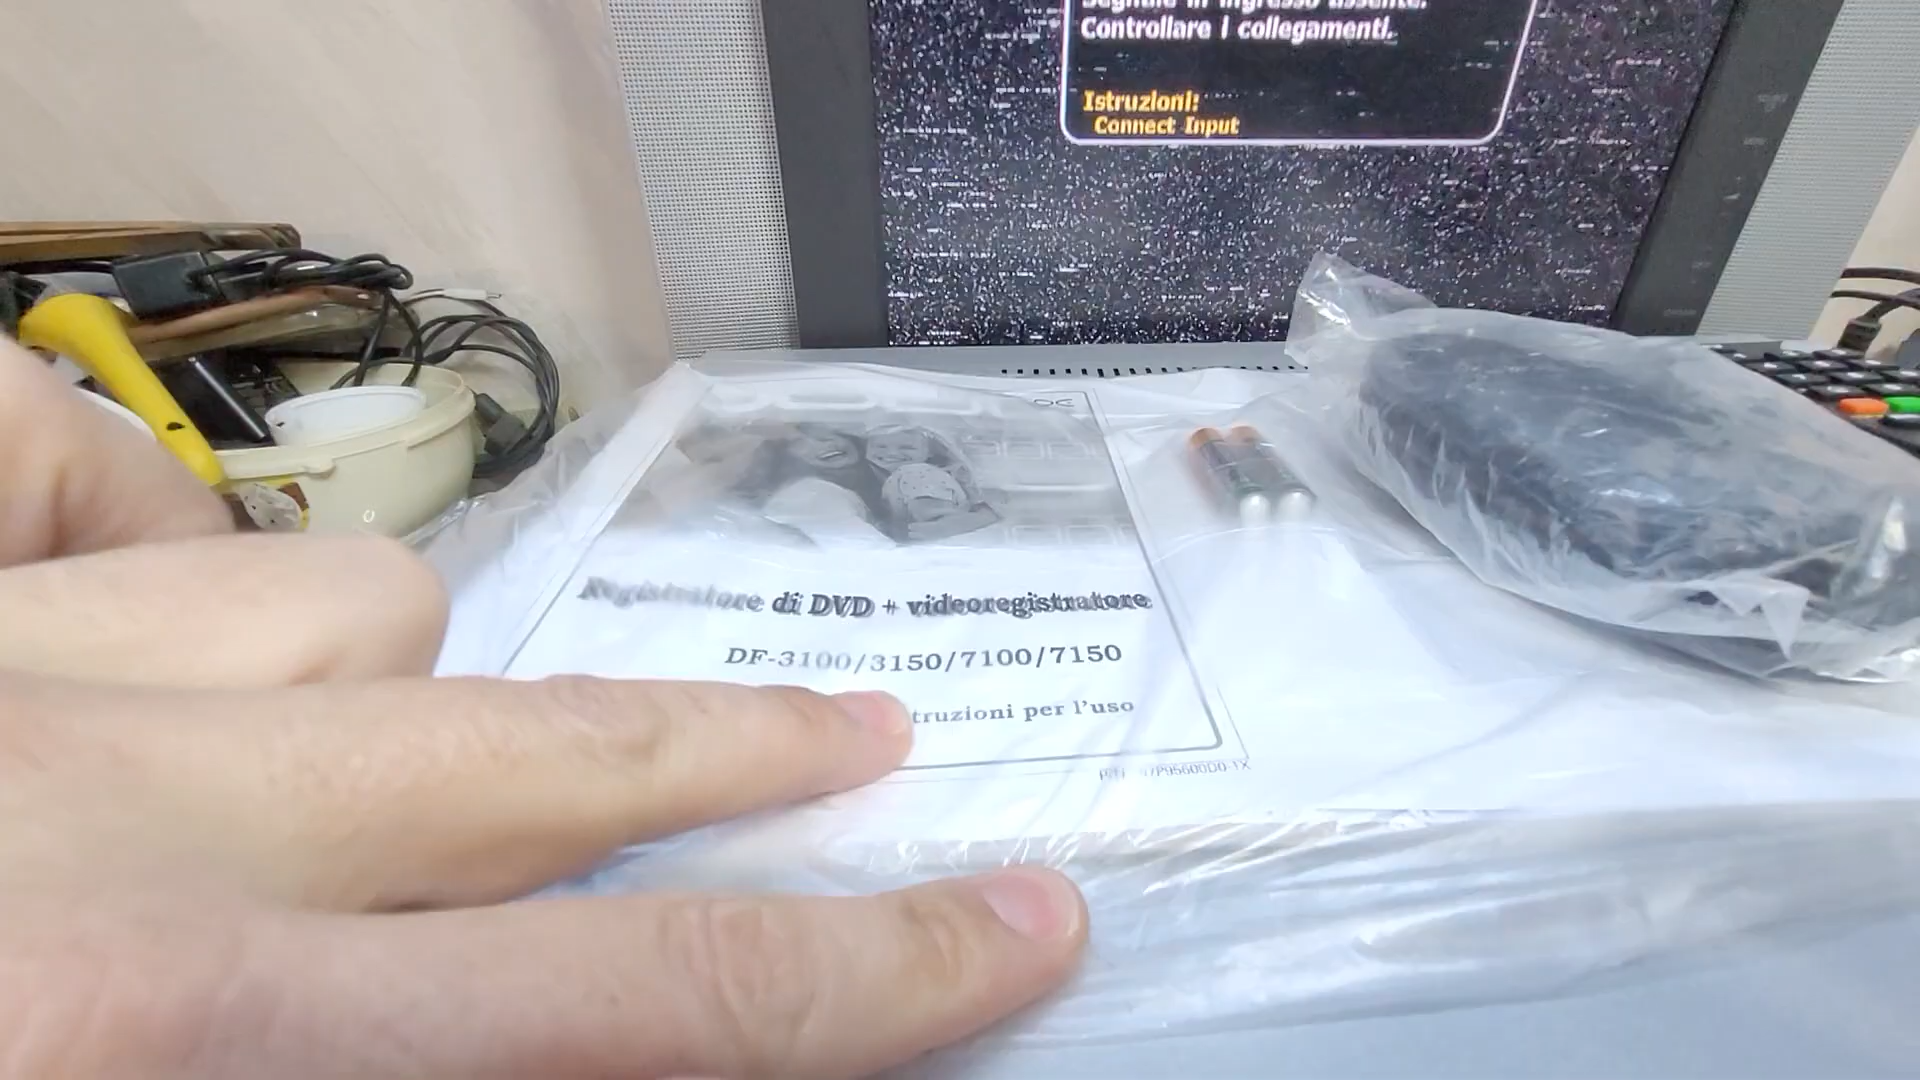 Controllare i collegamenti.
Istruzioni:
Connect Input
Registratore di DVD + videoregistratore
DF-3100/3150/7100/7150
truzioni per l'uso